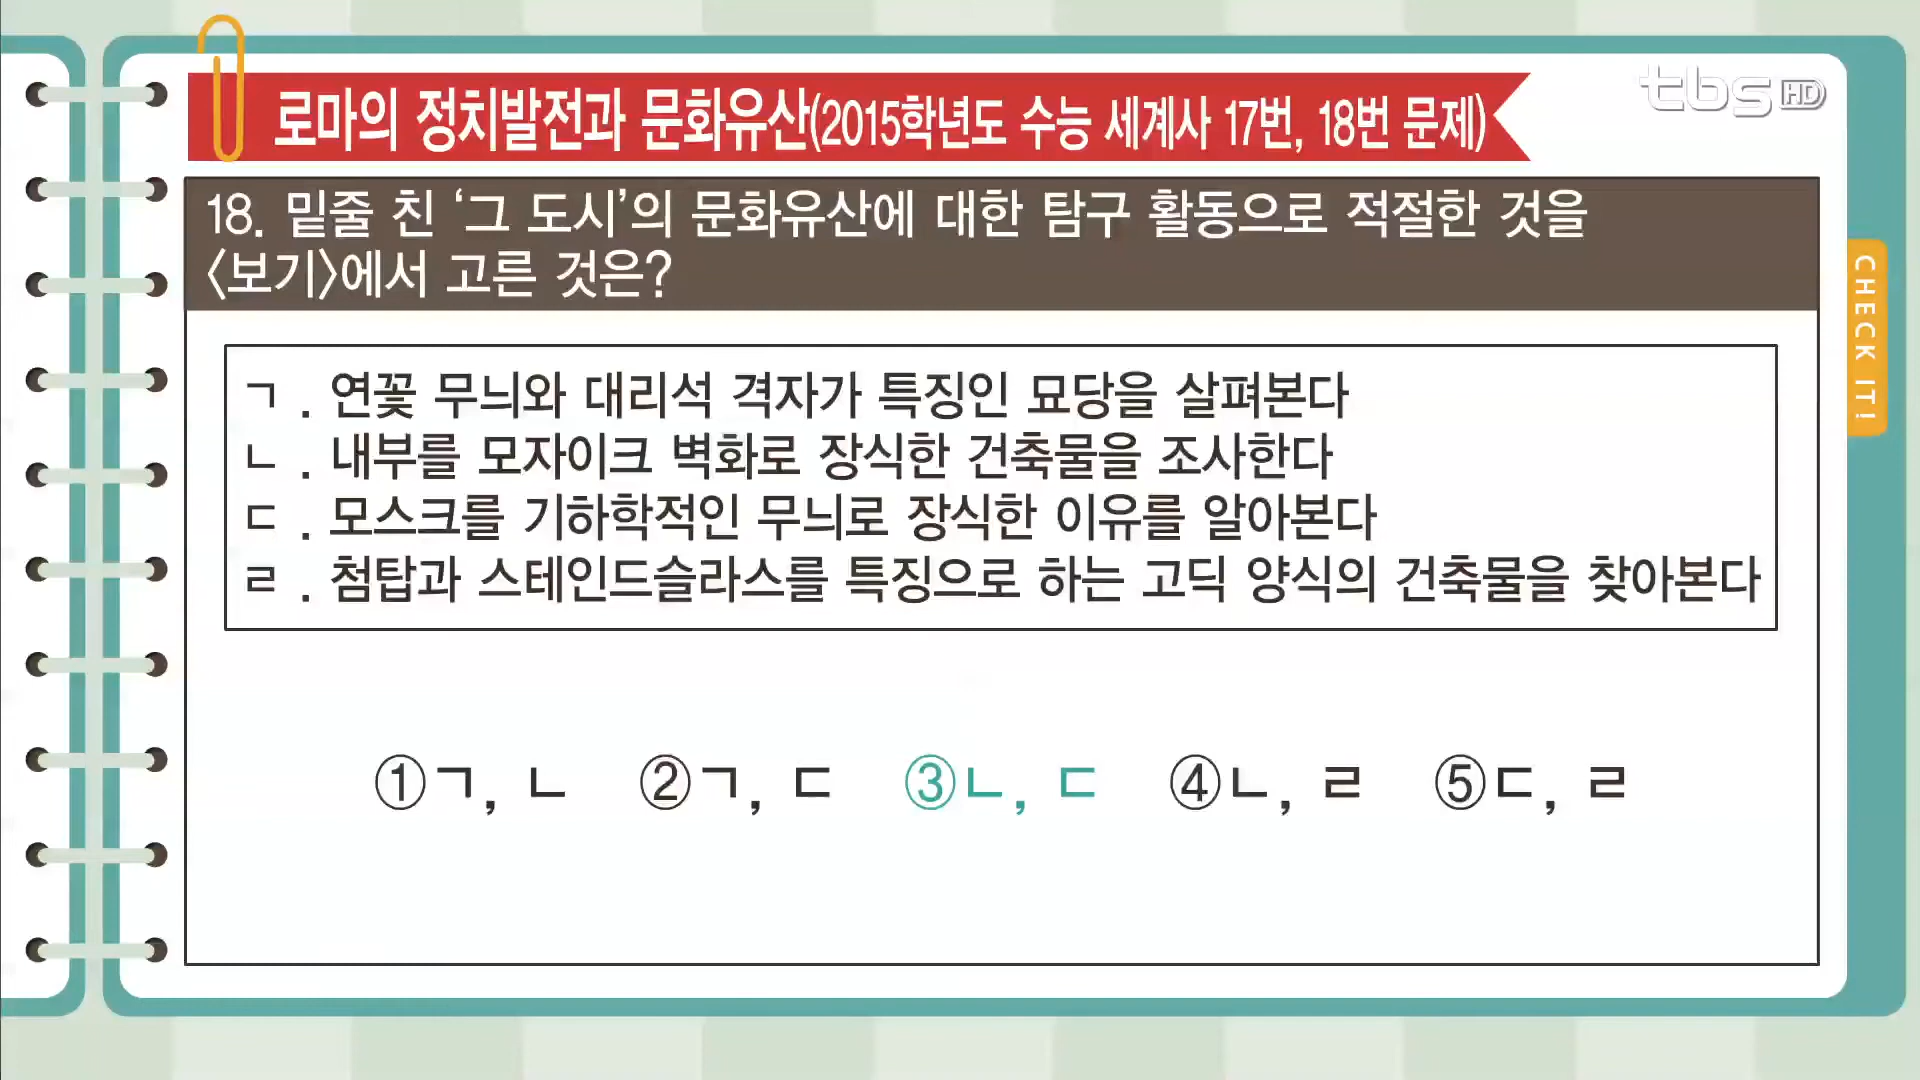 tbs HD
로마의 정치발전과 문화유산(2015학년도 수능 세계사 17번, 18번 문제)
18. 밑줄 친 ‘그 도시’의 문화유산에 대한 탐구 활동으로 적절한 것을
<보기>에서 고른 것은?
CHECK IT!
ㄱ. 연꽃 무늬와 대리석 격자가 특징인 묘당을 살펴본다
ㄴ. 내부를 모자이크 벽화로 장식한 건축물을 조사한다
ㄷ. 모스크를 기하학적인 무늬로 장식한 이유를 알아본다
ㄹ. 첨탑과 스테인드슬라스를 특징으로 하는 고딕 양식의 건축물을 찾아본다
①ㄱ, ㄴ ②ㄱ, ㄷ ③ㄴ, ㄷ ④ㄴ, ㄹ ⑤ㄷ, ㄹ